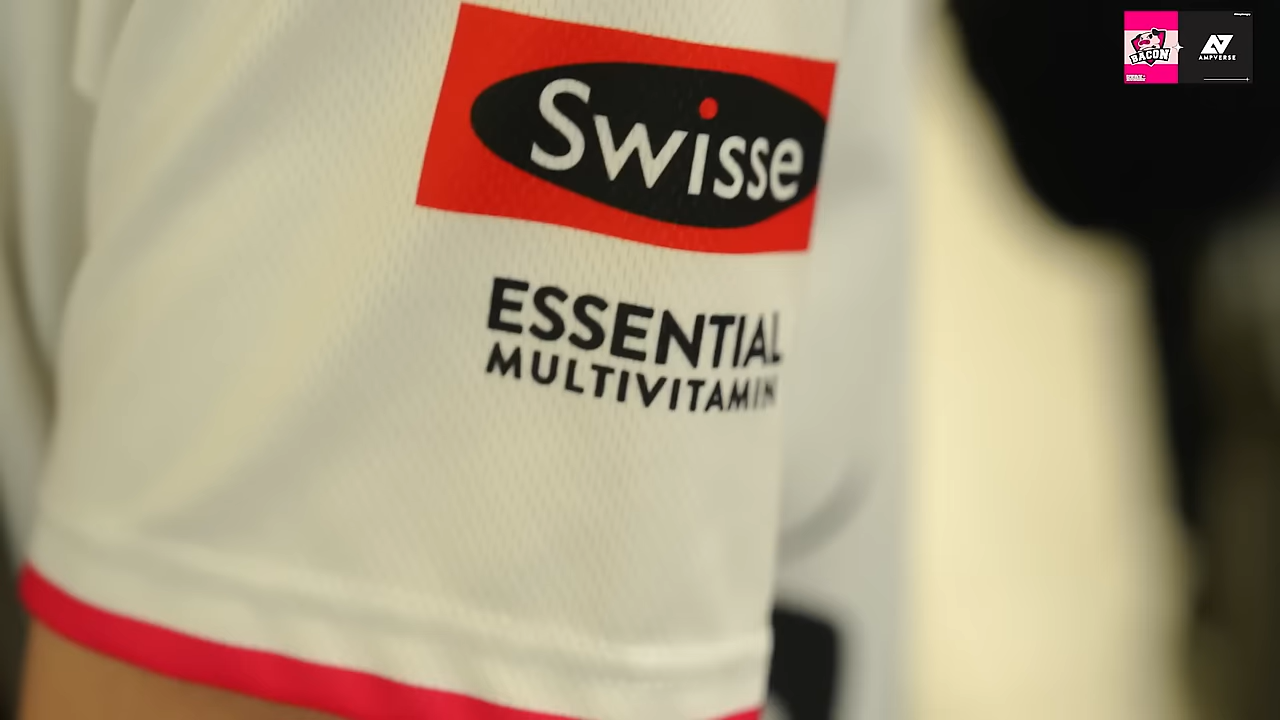 Swisse
ESSENTIAL
MULTIVITAMIN
BACON
AMPVERSE